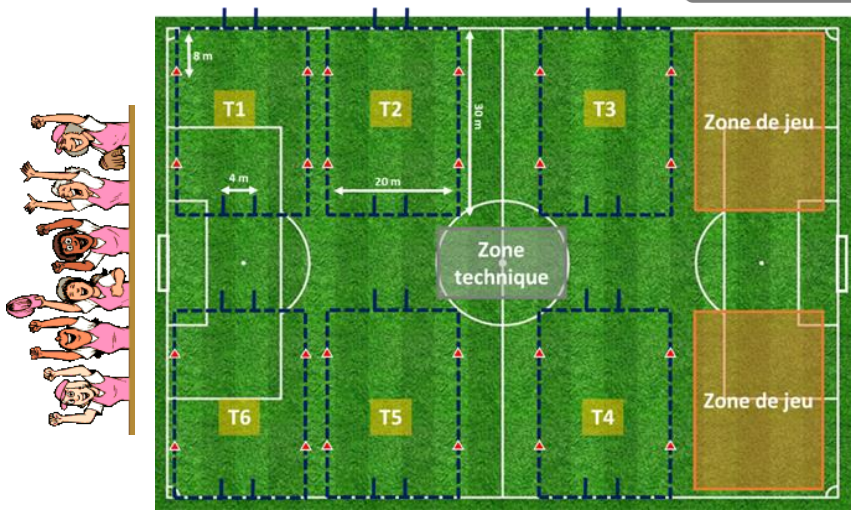 8 m
T1
T2
T3
Zone de jeu
30 m
4 m
20 m
Zone
technique
T6
T5
T4
Zone de jeu